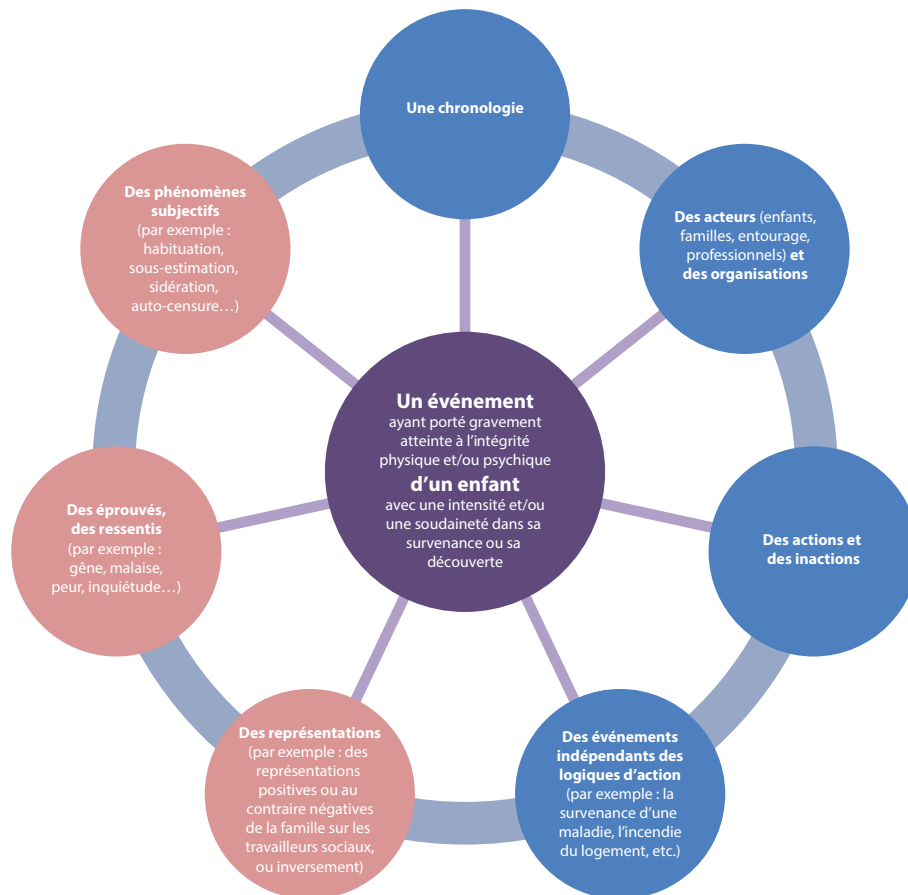 Une chronologie
Des acteurs (enfants,
familles, entourage,
professionnels) et
des organisations
Des actions et
des inactions
Des événements
indépendants des
logiques d’action
(par exemple : la
survenance d’une
maladie, l’incendie
du logement, etc.)
Des représentations
(par exemple : des
représentations
positives ou au
contraire négatives
de la famille sur les
travailleurs sociaux,
ou inversement)
Des éprouvés,
des ressentis
(par exemple :
gêne, malaise,
peur, inquiétude…)
Des phénomènes
subjectifs
(par exemple :
habituation,
sous-estimation,
sidération,
auto-censure…)
Un événement
ayant porté gravement
atteinte à l’intégrité
physique et/ou psychique
d’un enfant
avec une intensité et/ou
une soudaineté dans sa
survenance ou sa
découverte